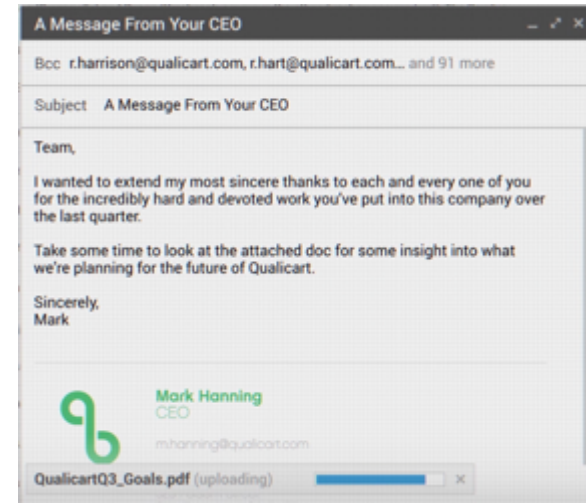 A Message From Your CEO
Bcc r.harrison@qualicart.com, r.hart@qualicart.com... and 91 more
Subject A Message From Your CEO
Team,
I wanted to extend my most sincere thanks to each and every one of you
for the incredibly hard and devoted work you've put into this company over
the last quarter.
Take some time to look at the attached doc for some insight into what
we're planning for the future of Qualicart.
Sincerely,
Mark
Mark Hanning
CEO
mhanning@qualicart.com
QualicartQ3_Goals.pdf (uploading)